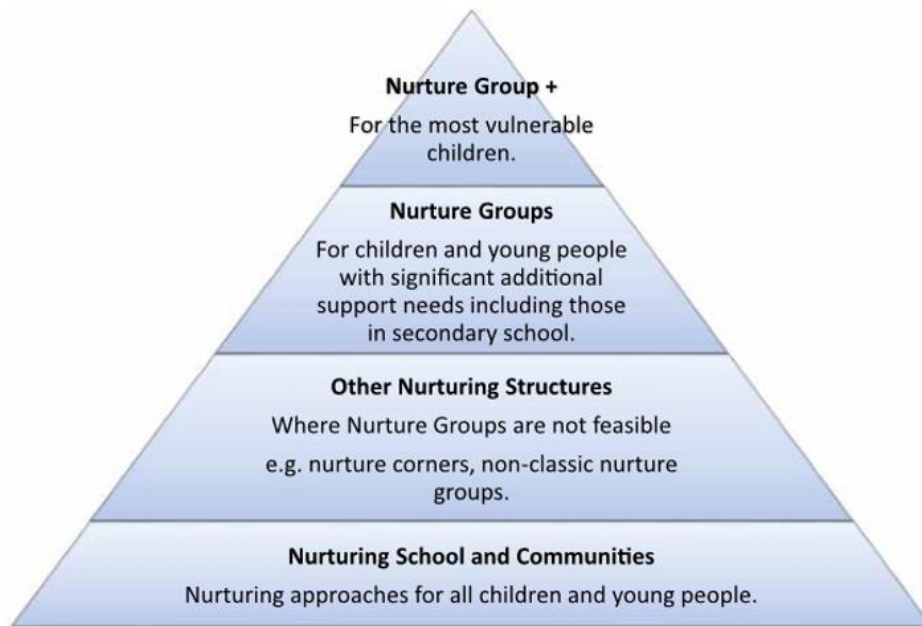 Nurture Group +
For the most vulnerable
children.
Nurture Groups
For children and young people
with significant additional
support needs including those
in secondary school.
Other Nurturing Structures
Where Nurture Groups are not feasible
e.g. nurture corners, non-classic nurture
groups.
Nurturing School and Communities
Nurturing approaches for all children and young people.